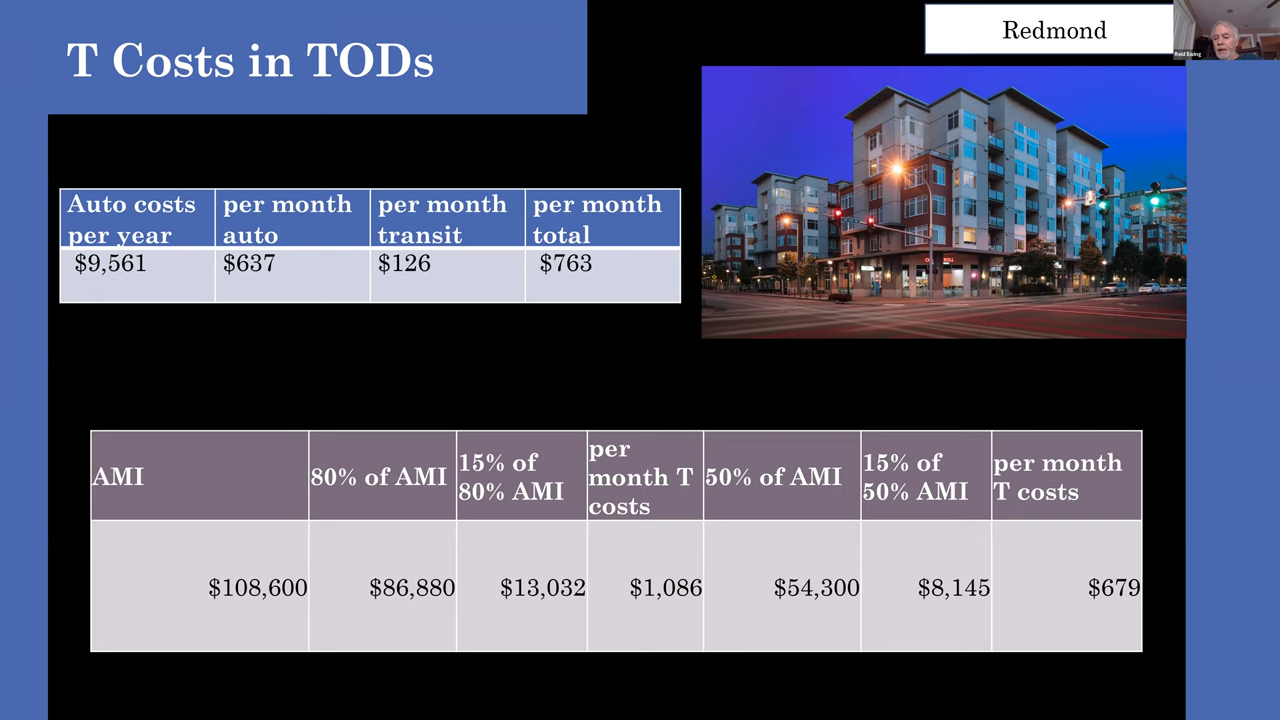 T Costs in TODs
Redmond
Reid Ewing
Auto costs per year
per month auto
per month transit
per month total
$9,561
$637
$126
$763
AMI
80% of AMI
15% of 80% AMI
per month T costs
50% of AMI
15% of 50% AMI
per month T costs
$108,600
$86,880
$13,032
$1,086
$54,300
$8,145
$679